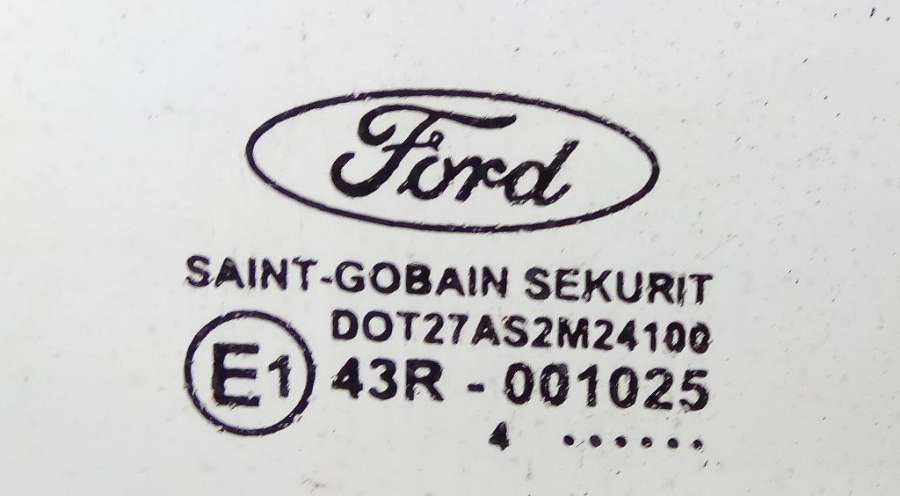 Ford
SAINT-GOBAIN SEKURIT
DOT27AS2M24100
E1 43R - 001025
4 ......